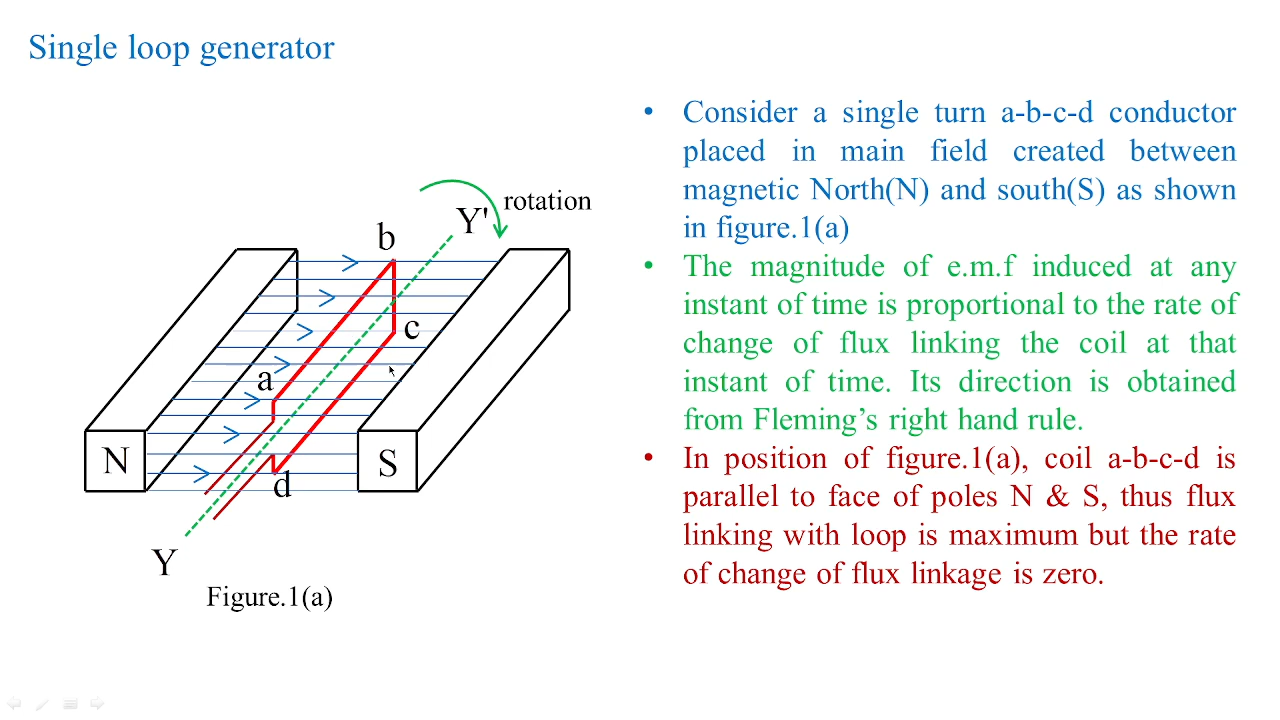 Single loop generator
• Consider a single turn a-b-c-d conductor
placed in main field created between
magnetic North(N) and south(S) as shown
in figure.1(a)
• The magnitude of e.m.f induced at any
instant of time is proportional to the rate of
change of flux linking the coil at that
instant of time. Its direction is obtained
from Fleming’s right hand rule.
• In position of figure.1(a), coil a-b-c-d is
parallel to face of poles N & S, thus flux
linking with loop is maximum but the rate
of change of flux linkage is zero.
rotation
Y'
b
c
a
N
S
d
Y
Figure.1(a)